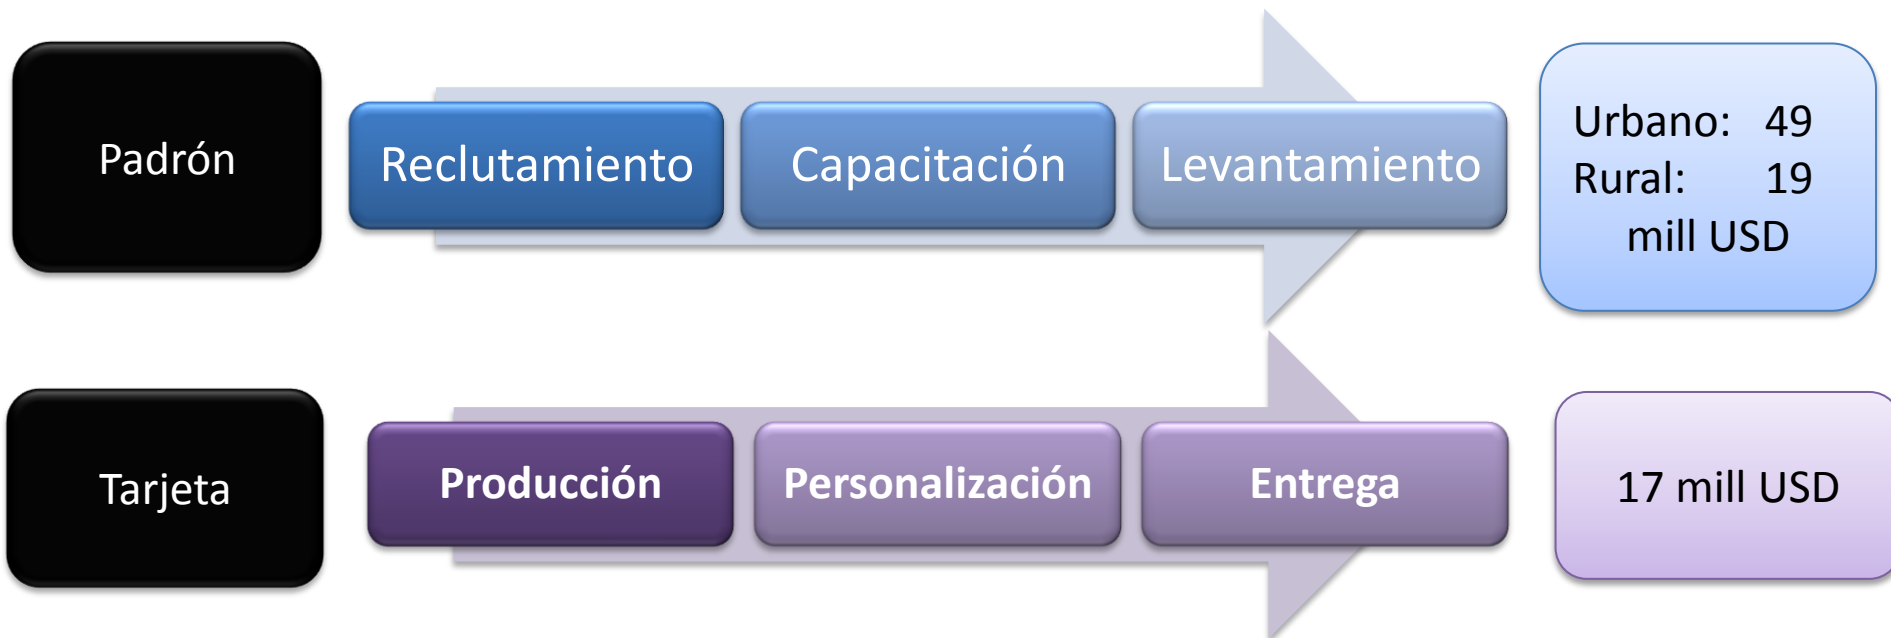 Padrón
Reclutamiento
Capacitación
Levantamiento
Urbano: 49
Rural: 19
mill USD
Tarjeta
Producción
Personalización
Entrega
17 mill USD